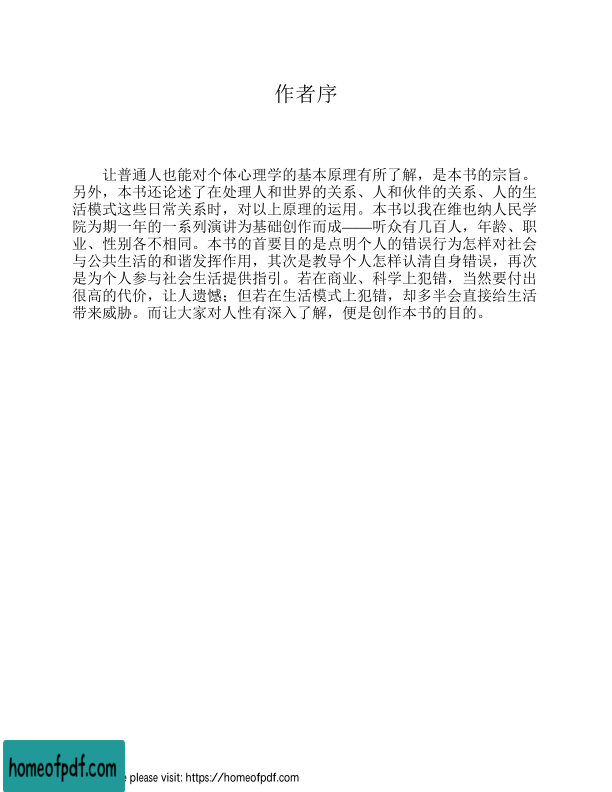 作者序
让普通人也能对个体心理学的基本原理有所了解，是本书的宗旨。
另外，本书还论述了在处理人和世界的关系、人和伙伴的关系、人的生
活模式这些日常关系时，对以上原理的运用。本书以我在维也纳人民学
院为期一年的一系列演讲为基础创作而成——听众有几百人，年龄、职
业、性别各不相同。本书的首要目的是点明个人的错误行为怎样对社会
与公共生活的和谐发挥作用，其次是教导个人怎样认清自身错误，再次
是为个人参与社会生活提供指引。若在商业、科学上犯错，当然要付出
很高的代价，让人遗憾；但若在生活模式上犯错，却多半会直接给生活
带来威胁。而让大家对人性有深入了解，便是创作本书的目的。
homeofpdf.com
e please visit: https://homeofpdf.com